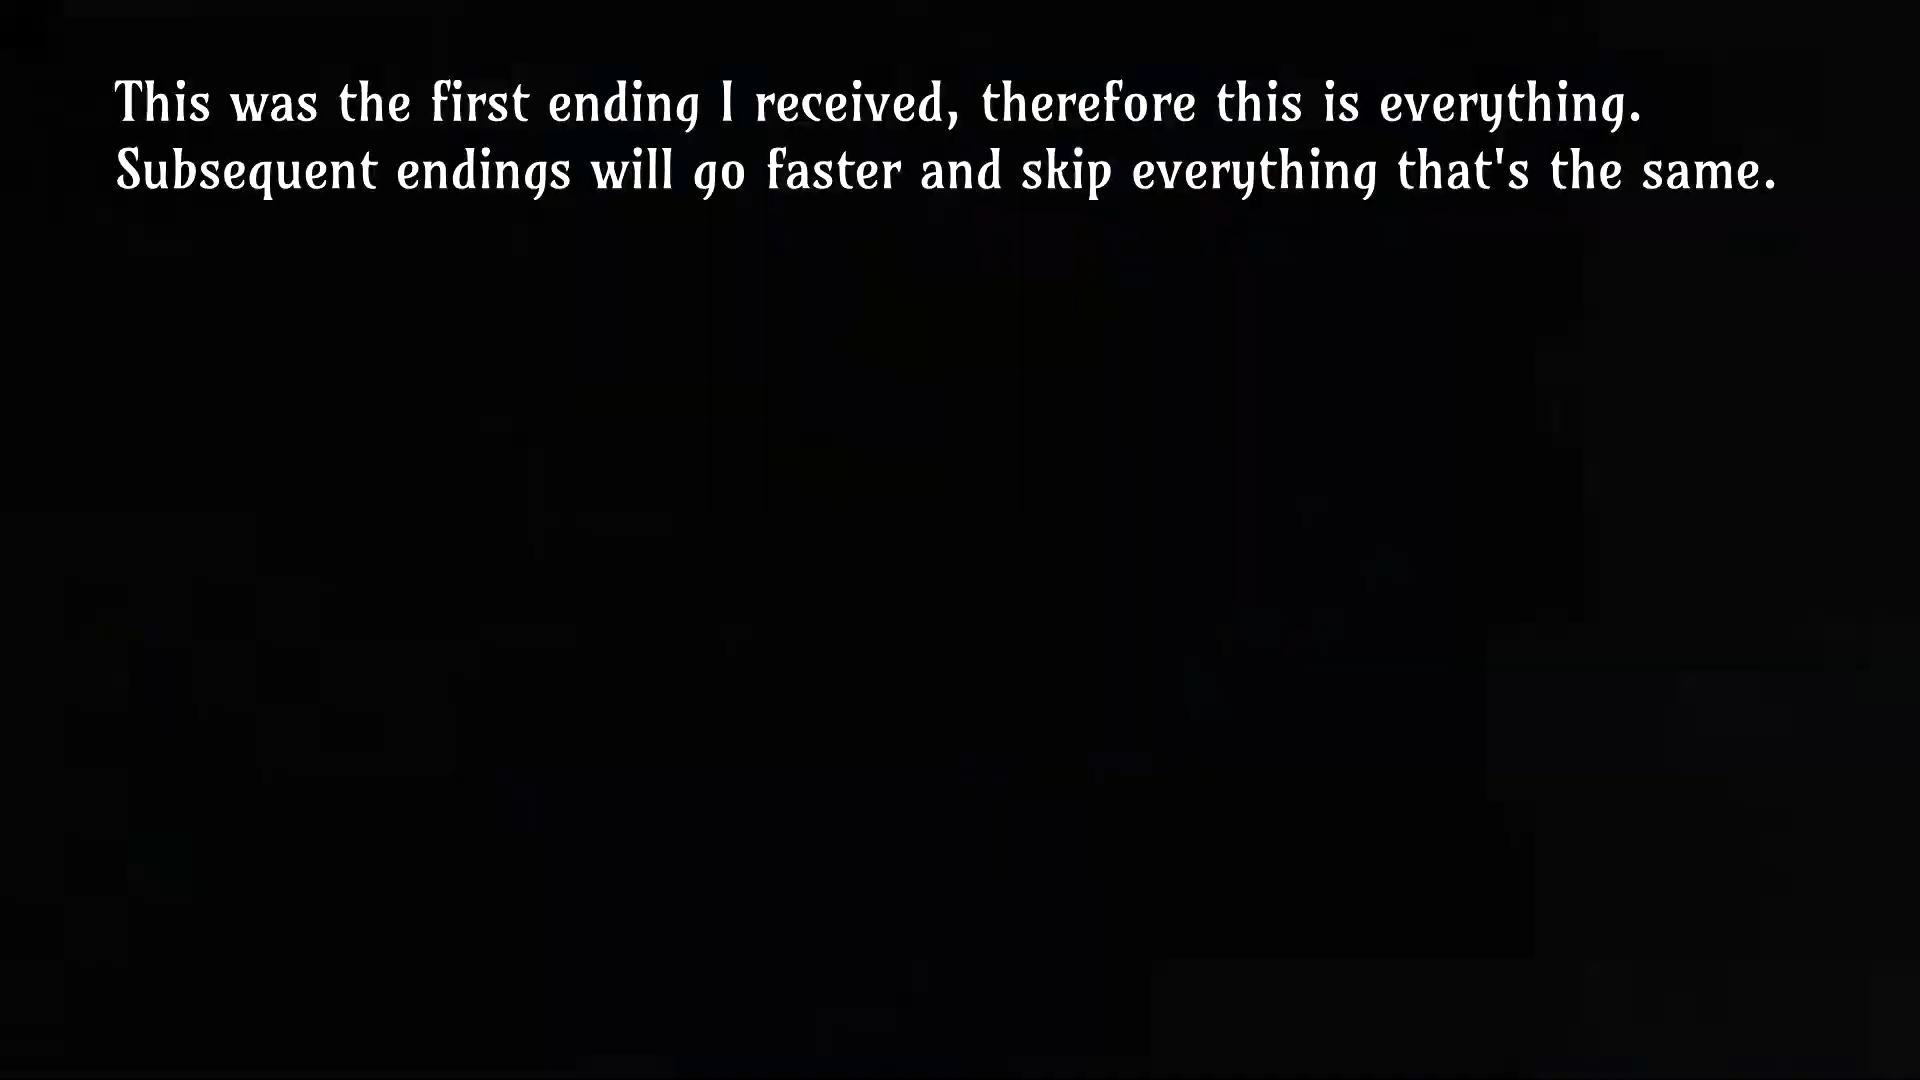 This was the first ending I received, therefore this is everything.
Subsequent endings will go faster and skip everything that's the same.